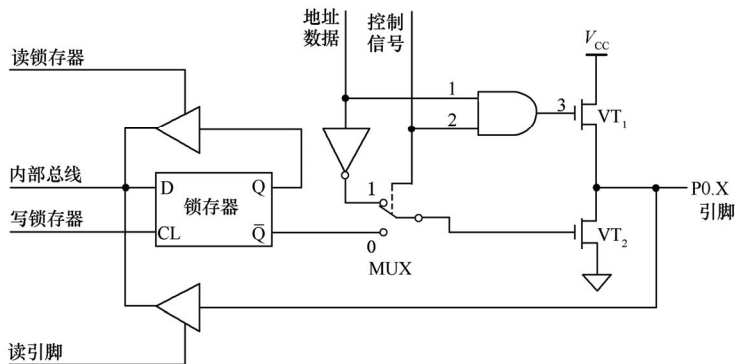 地址
数据
控制
信号
V_CC
读锁存器
1
2
3
VT₁
内部总线
D
Q
锁存器
1
P0.X
引脚
写锁存器
CL
Q̅
0
VT₂
MUX
读引脚